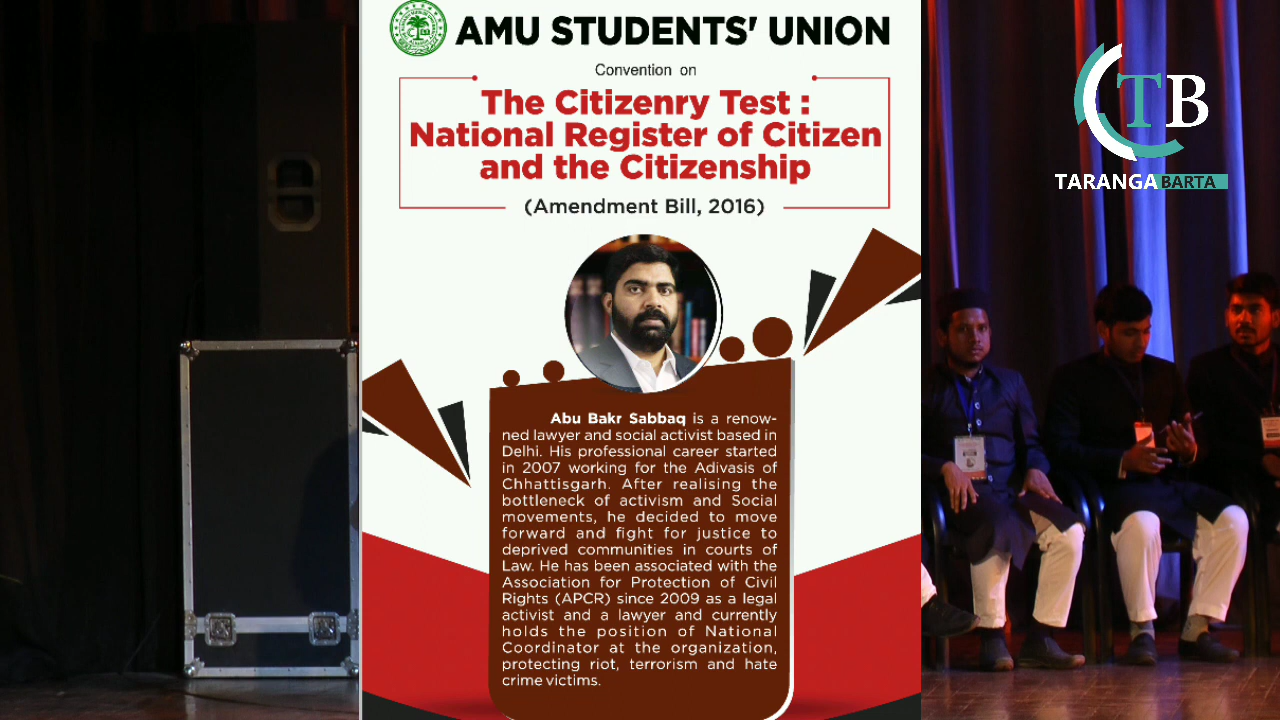 AMU STUDENTS' UNION
Convention on
The Citizenry Test :
National Register of Citizen
and the Citizenship
(Amendment Bill, 2016)
TB
TARANGA BARTA
Abu Bakr Sabbaq is a renow-
ned lawyer and social activist based in
Delhi. His professional career started
in 2007 working for the Adivasis of
Chhattisgarh. After realising the
bottleneck of activism and Social
movements, he decided to move
forward and fight for justice to
deprived communities in courts of
Law. He has been associated with the
Association for Protection of Civil
Rights (APCR) since 2009 as a legal
activist and a lawyer and currently
holds the position of National
Coordinator at the organization,
protecting riot, terrorism and hate
crime victims.